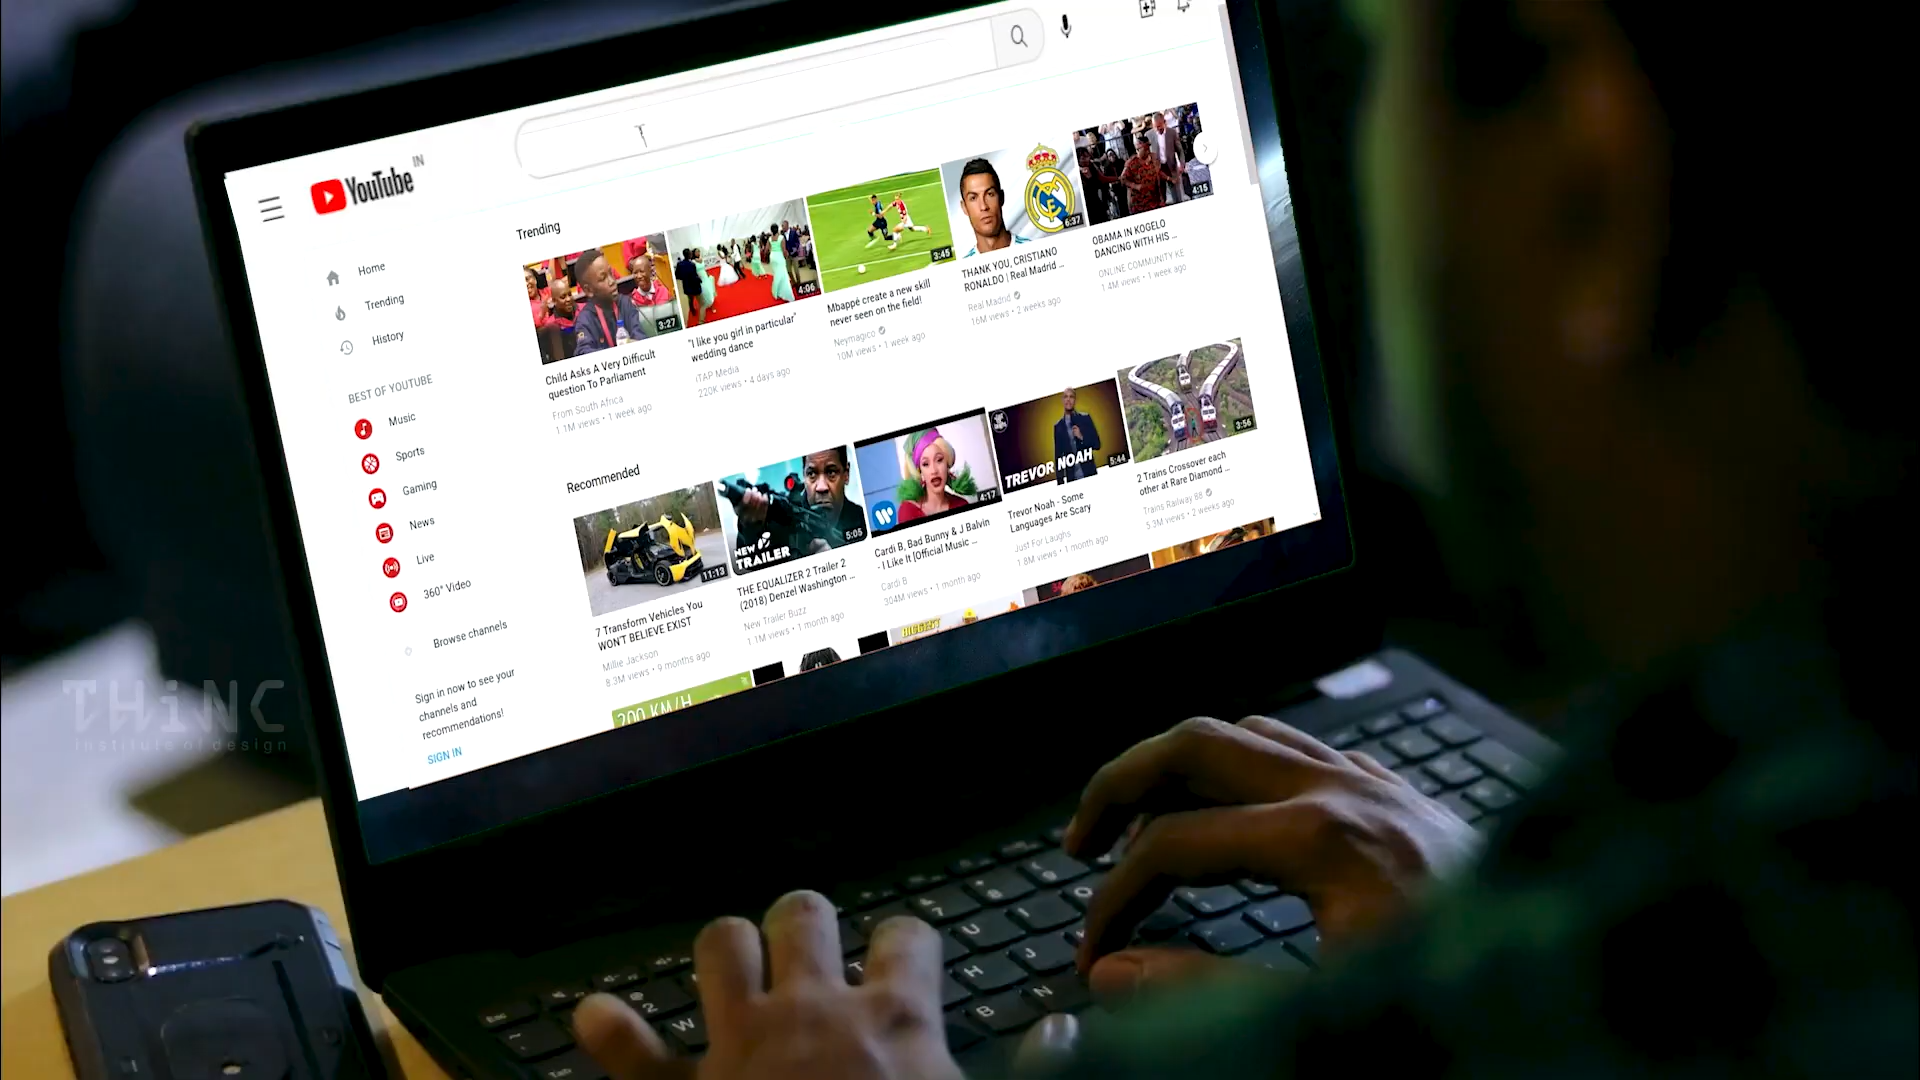 YouTube IN
T
Home
Trending
History
BEST OF YOUTUBE
Music
Sports
Gaming
News
Live
360° Video
Browse channels
Sign in now to see your
channels and
recommendations!
SIGN IN
Trending
3:27
Child Asks A Very Difficult
question To Parliament
From South Africa
1.1M views • 1 week ago
4:06
"I like you girl in particular"
wedding dance
iTAP Media
220K views • 4 days ago
3:45
Mbappé create a new skill
never seen on the field!
Neymagico
10M views • 1 week ago
6:37
THANK YOU, CRISTIANO
RONALDO | Real Madrid ...
Real Madrid
16M views • 2 weeks ago
4:15
OBAMA IN KOGELO
DANCING WITH HIS ...
ONLINE COMMUNITY KE
1.4M views • 1 week ago
Recommended
11:13
7 Transform Vehicles You
WON'T BELIEVE EXIST
Millie Jackson
8.3M views • 9 months ago
NEW
TRAILER
5:05
THE EQUALIZER 2 Trailer 2
(2018) Denzel Washington ...
New Trailer Buzz
1.1M views • 1 month ago
4:17
Cardi B, Bad Bunny & J Balvin
- I Like It [Official Music ...
Cardi B
304M views • 1 month ago
TREVOR NOAH
5:44
Trevor Noah - Some
Languages Are Scary
Just For Laughs
1.8M views • 1 month ago
3:56
2 Trains Crossover each
other at Rare Diamond ...
Trains Railway 88
5.3M views • 2 weeks ago
200 KM/H
BIGGEST
THiNC
institute of design
Esc
Tab
2
W
T
7
8
9
U
I
O
H
J
B
N